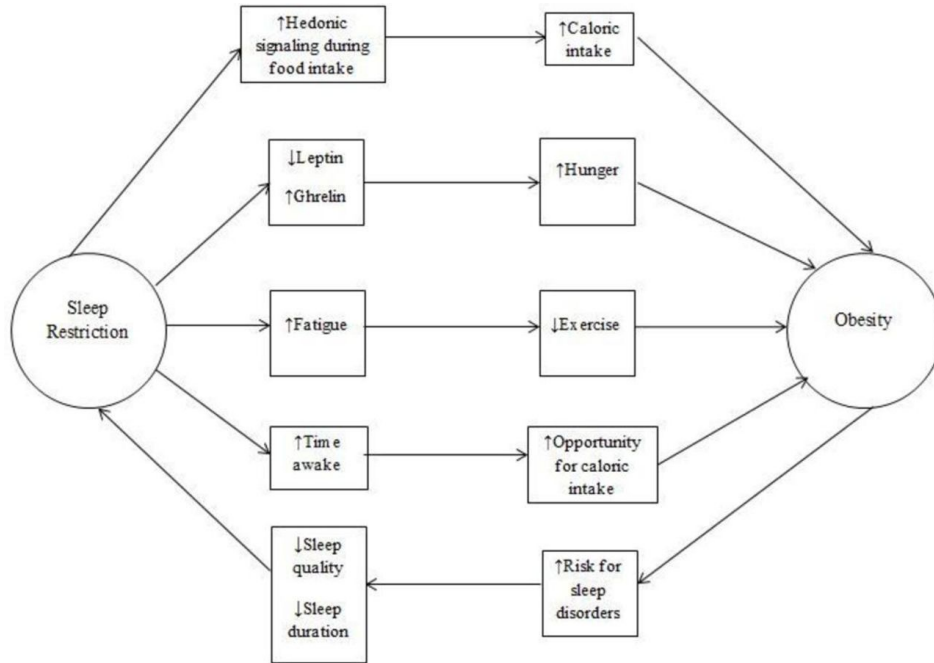 ↑Hedonic
signaling during
food intake
↑Caloric
intake
↓Leptin
↑Ghrelin
↑Hunger
Sleep
Restriction
↑Fatigue
↓Exercise
Obesity
↑Time
awake
↑Opportunity
for caloric
intake
↓Sleep
quality
↓Sleep
duration
↑Risk for
sleep
disorders